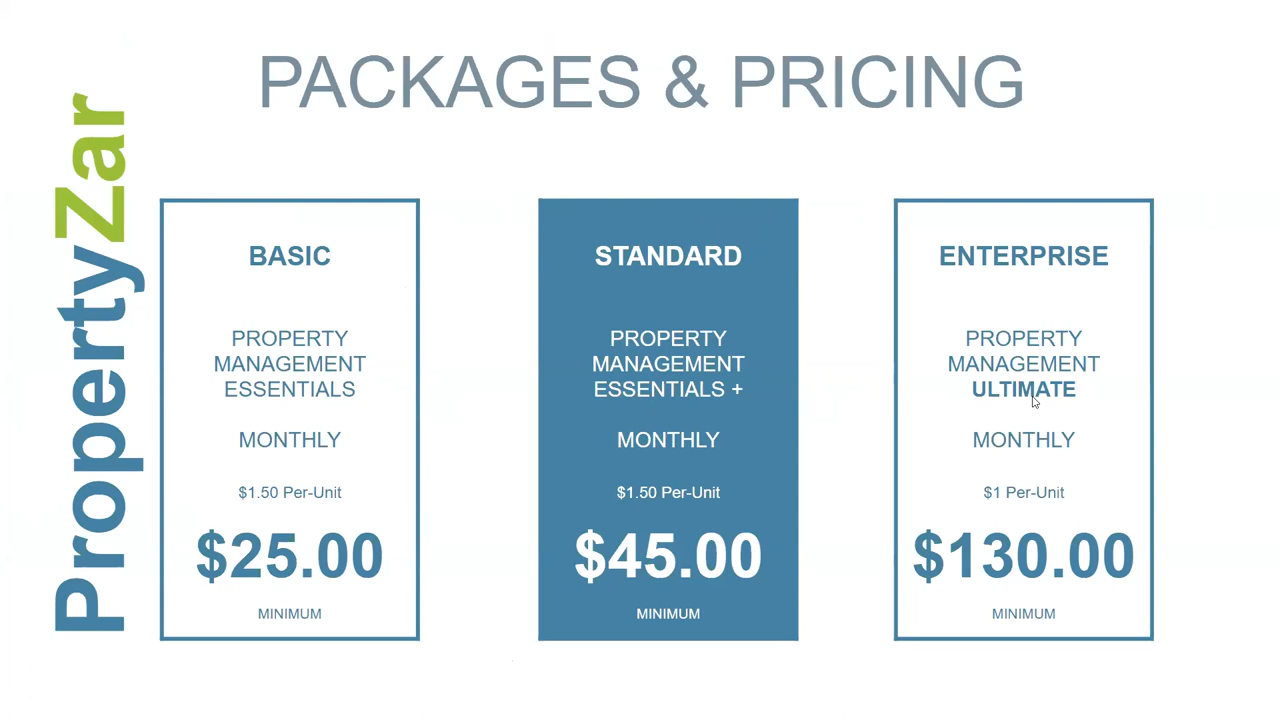 PACKAGES & PRICING
PropertyZar
BASIC
PROPERTY
MANAGEMENT
ESSENTIALS
MONTHLY
$1.50 Per-Unit
$25.00
MINIMUM
STANDARD
PROPERTY
MANAGEMENT
ESSENTIALS +
MONTHLY
$1.50 Per-Unit
$45.00
MINIMUM
ENTERPRISE
PROPERTY
MANAGEMENT
ULTIMATE
MONTHLY
$1 Per-Unit
$130.00
MINIMUM